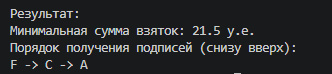 Результат:
Минимальная сумма взяток: 21.5 у.е.
Порядок получения подписей (снизу вверх):
F -> C -> A